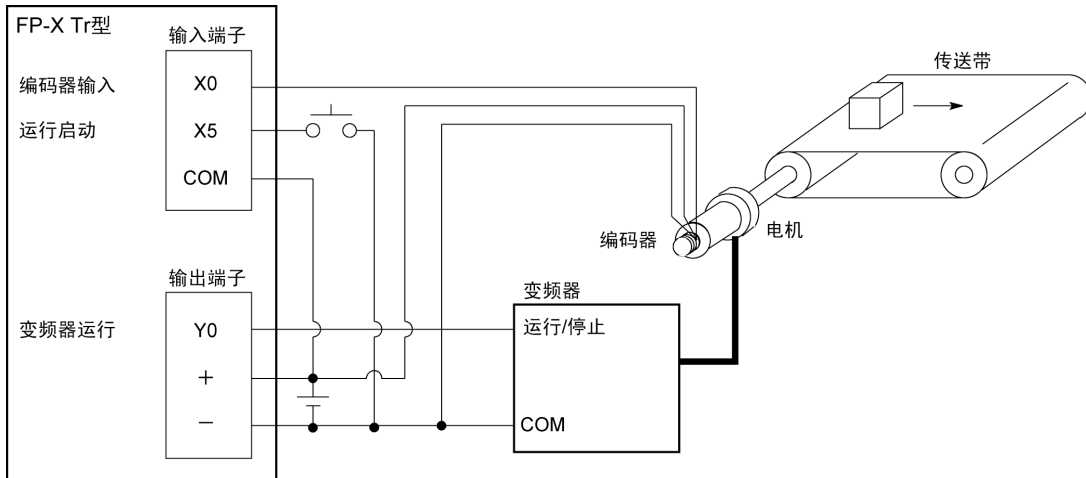 FP-X Tr型
输入端子
编码器输入
X0
运行启动
X5
COM
输出端子
变频器运行
Y0
+
−
传送带
编码器
电机
变频器
运行/停止
COM